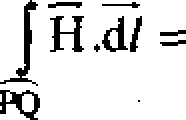 ∫ H⃗ . dl⃗ =
PQ